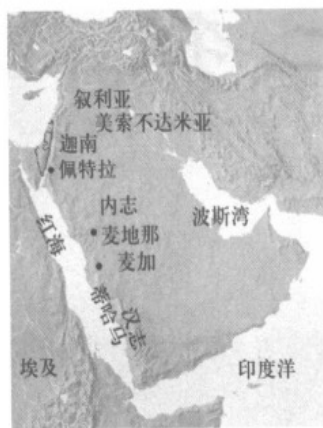 叙利亚
美索不达米亚
迦南
佩特拉
内志
红海
麦地那
波斯湾
麦加
蒂哈马
汉志
埃及
印度洋